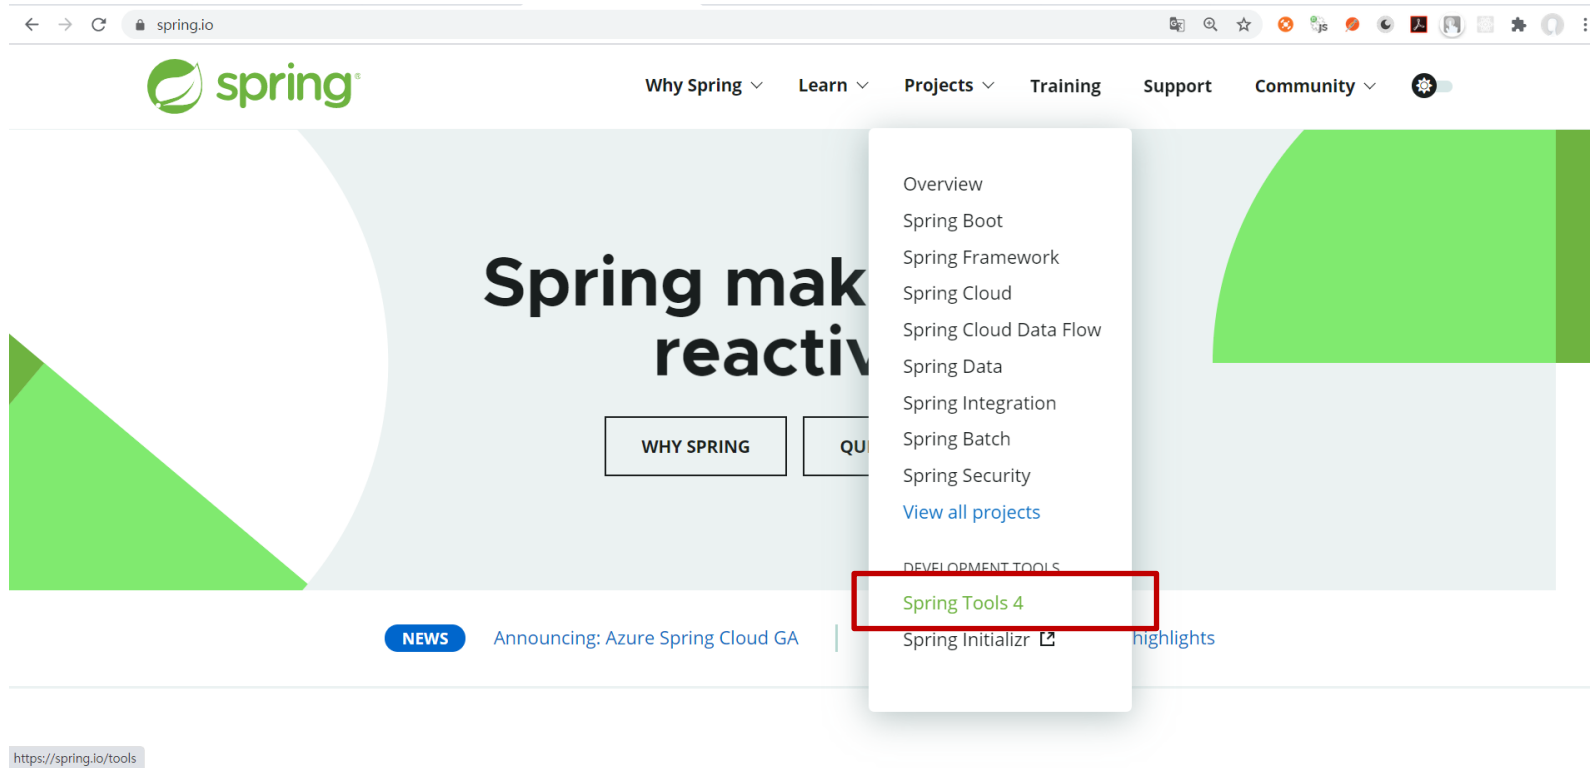 spring.io
spring
Why Spring
Learn
Projects
Training
Support
Community
Overview
Spring Boot
Spring Framework
Spring Cloud
Spring Cloud Data Flow
Spring Data
Spring Integration
Spring Batch
Spring Security
View all projects
DEVELOPMENT TOOLS
Spring Tools 4
Spring Initializr
Spring mak
reactiv
WHY SPRING
QU
NEWS
Announcing: Azure Spring Cloud GA
highlights
https://spring.io/tools